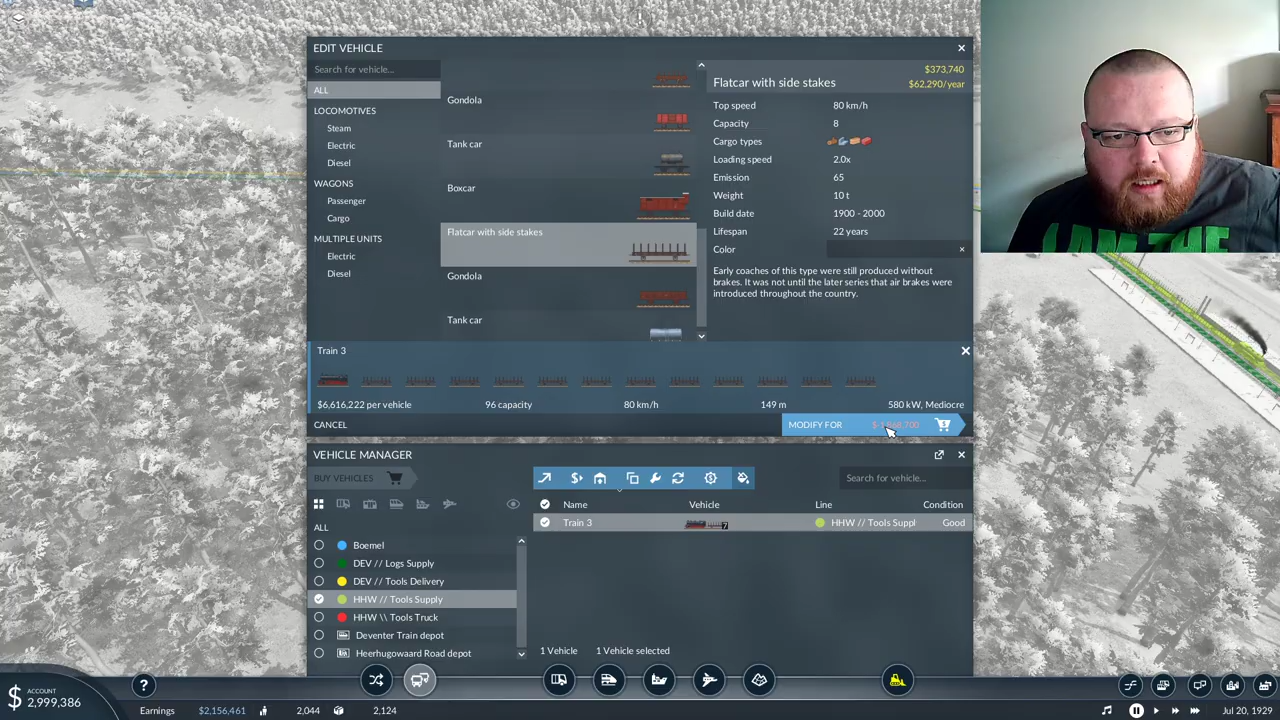 EDIT VEHICLE
Search for vehicle...
ALL
LOCOMOTIVES
Steam
Electric
Diesel
WAGONS
Passenger
Cargo
MULTIPLE UNITS
Electric
Diesel
Gondola
Tank car
Boxcar
Flatcar with side stakes
Gondola
Tank car
$373,740
Flatcar with side stakes
$62,290/year
Top speed 80 km/h
Capacity 8
Cargo types
Loading speed 2.0x
Emission 65
Weight 10 t
Build date 1900 - 2000
Lifespan 22 years
Color
Early coaches of this type were still produced without
brakes. It was not until the later series that air brakes were
introduced throughout the country.
Train 3
$6,616,222 per vehicle 96 capacity 80 km/h 149 m 580 kW, Mediocre
CANCEL
MODIFY FOR
VEHICLE MANAGER
BUY VEHICLES
Search for vehicle...
Name Vehicle Line Condition
Train 3 7 HHW // Tools Suppl Good
ALL
Boemel
DEV // Logs Supply
DEV // Tools Delivery
HHW // Tools Supply
HHW \\ Tools Truck
Deventer Train depot
Heerhugowaard Road depot
1 Vehicle 1 Vehicle selected
I AM THE
$ ACCOUNT
2,999,386
?
Earnings $2,156,461 2,044 2,124
Jul 20, 1929